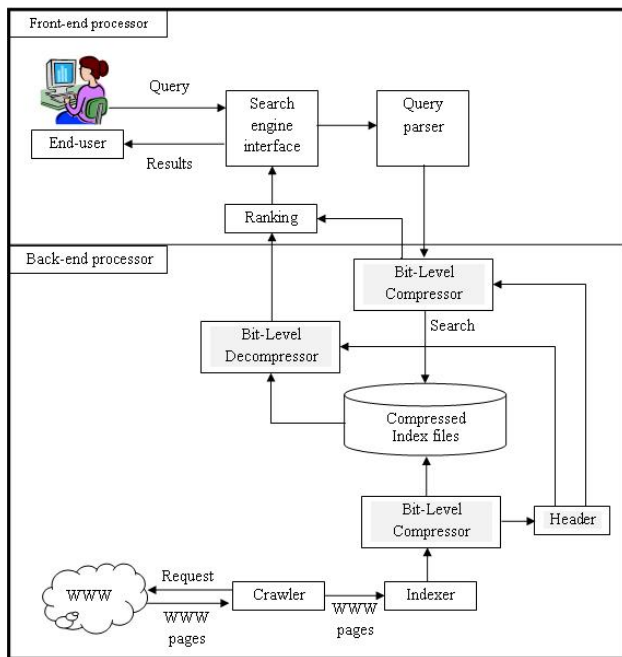 Front-end processor
Query
Search
engine
interface
Query
parser
End-user
Results
Ranking
Back-end processor
Bit-Level
Compressor
Search
Bit-Level
Decompressor
Compressed
Index files
Bit-Level
Compressor
Header
Request
WWW
Crawler
Indexer
WWW
pages
WWW
pages